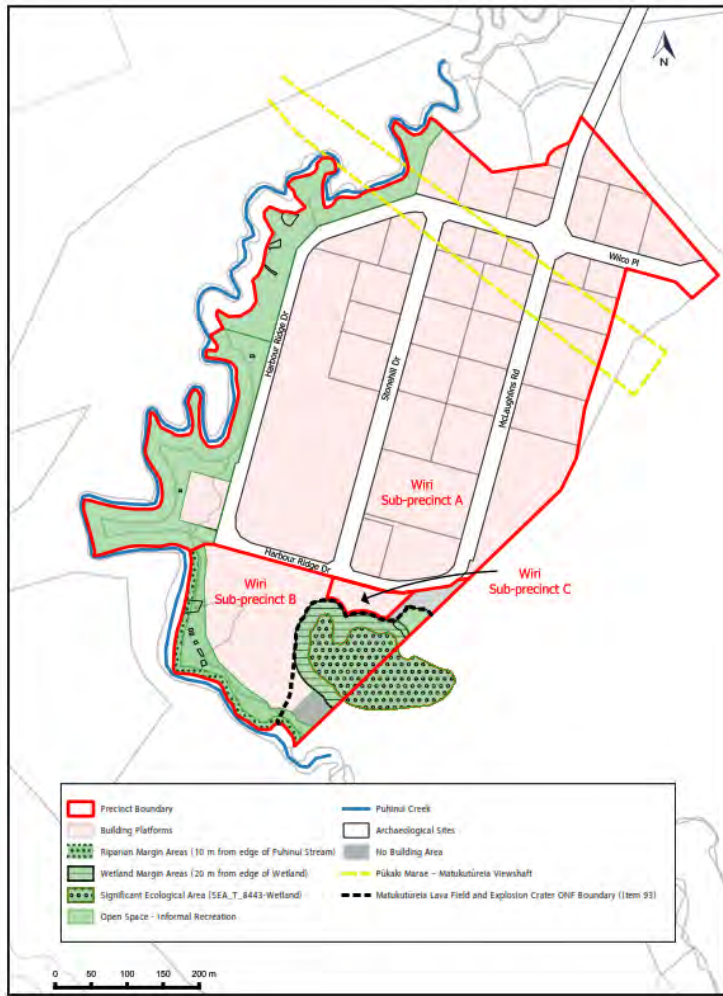 N
Wilco Pl
Harbour Ridge Dr
Stonehill Dr
McLaughlins Rd
Wiri
Sub-precinct A
Harbour Ridge Dr
Wiri
Sub-precinct B
Wiri
Sub-precinct C
Precinct Boundary
Building Platforms
Riparian Margin Areas (10 m from edge of Puhinui Stream)
Wetland Margin Areas (20 m from edge of Wetland)
Significant Ecological Area (SEA_T_8443-Wetland)
Open Space - Informal Recreation
Puhinui Creek
Archaeological Sites
No Building Area
Pūkaki Marae – Matukutūreia Viewshaft
Matukutūreia Lava Field and Explosion Crater ONF Boundary (Item 93)
0 50 100 150 200 m